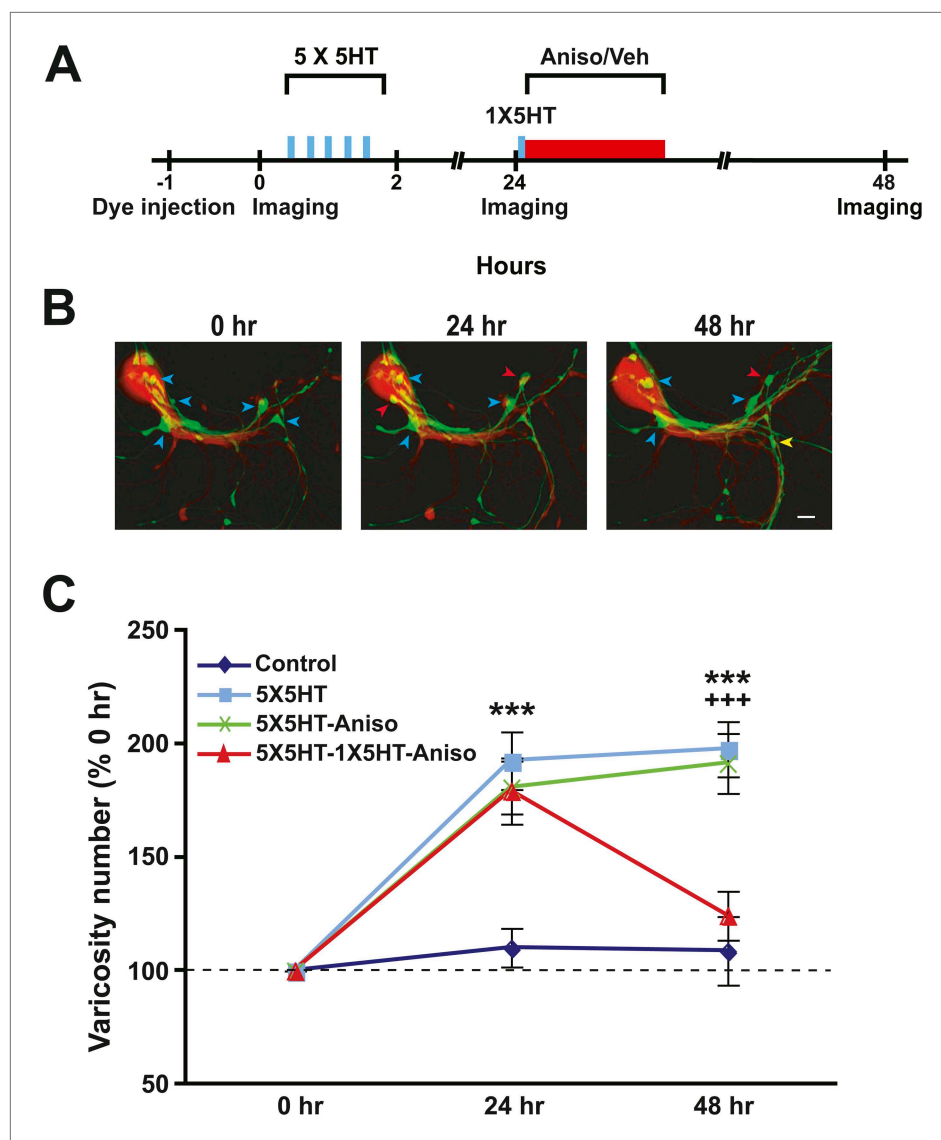 A
5 X 5HT
Aniso/Veh
1X5HT
-1 0 2 24 48
Dye injection Imaging Imaging Imaging
Hours
B
0 hr 24 hr 48 hr
C
Varicosity number (% 0 hr)
250
200
150
100
50
Control
5X5HT
5X5HT-Aniso
5X5HT-1X5HT-Aniso
***
***
+++
0 hr 24 hr 48 hr